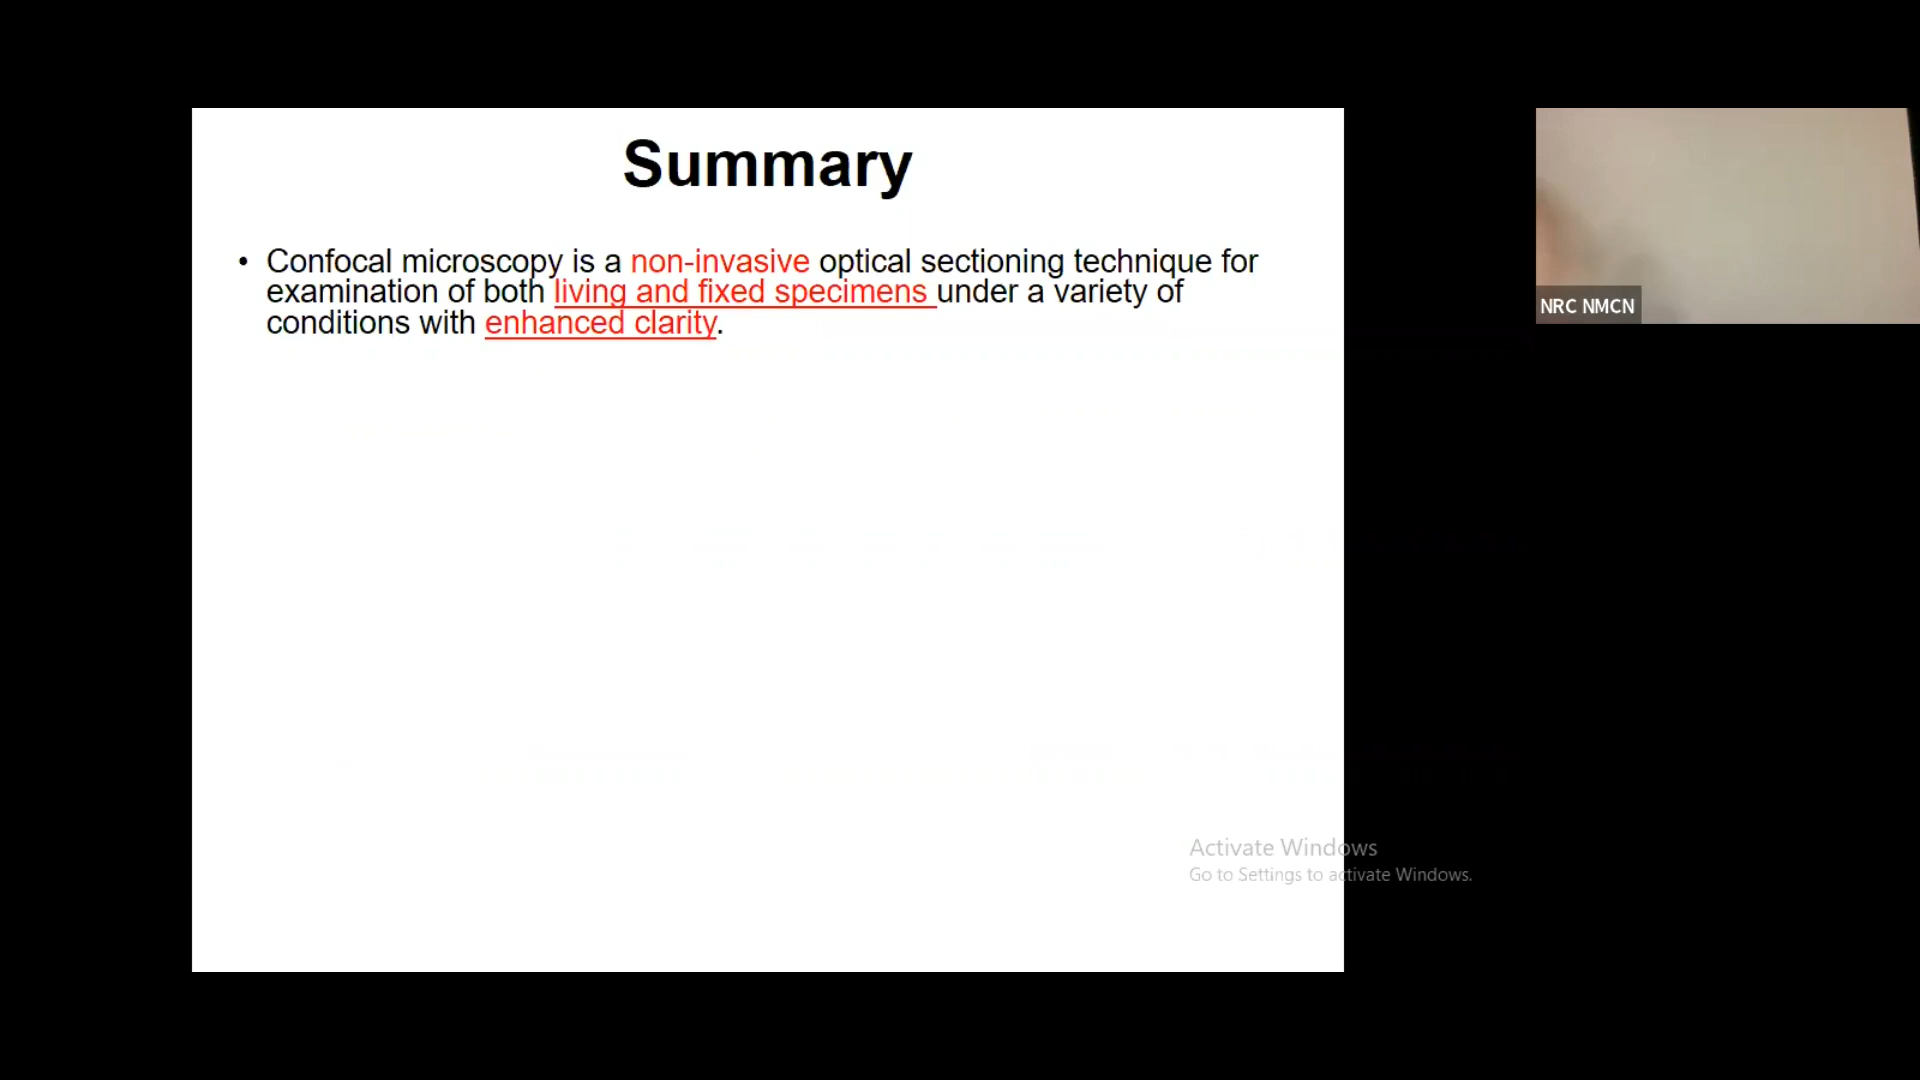 Summary
• Confocal microscopy is a non-invasive optical sectioning technique for
examination of both living and fixed specimens under a variety of
conditions with enhanced clarity.
NRC NMCN
Activate Windows
Go to Settings to activate Windows.